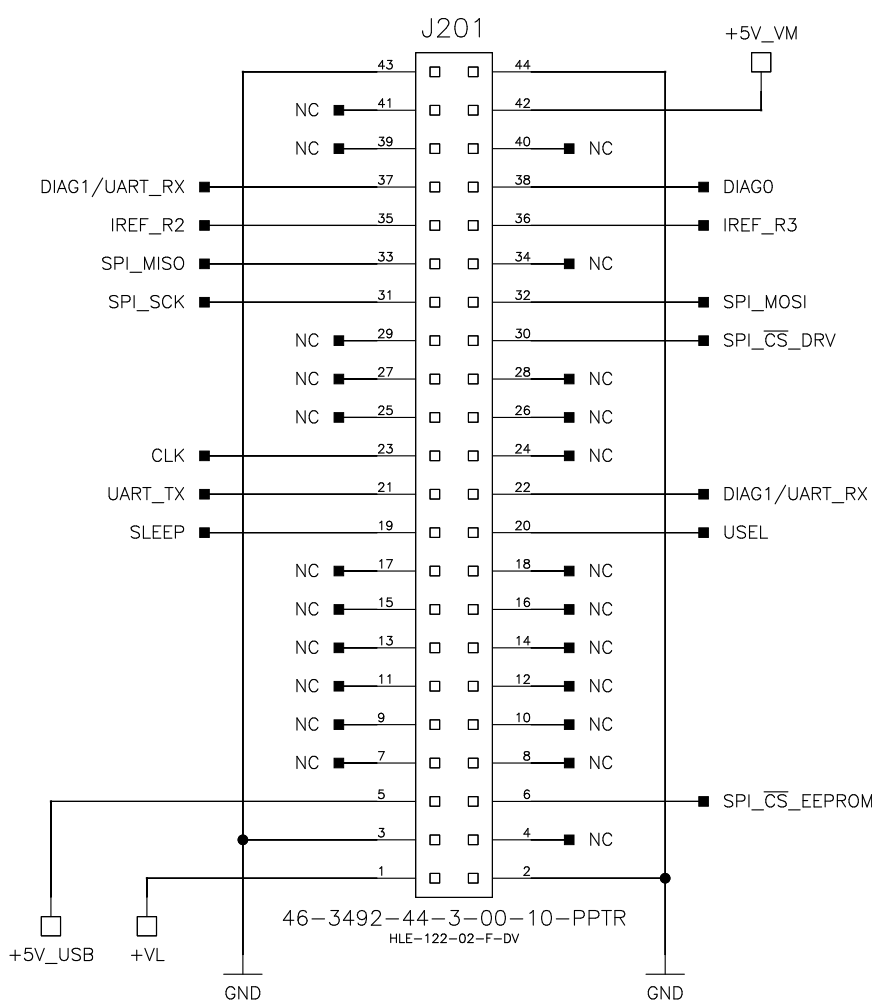 J201
+5V_VM
43 44
NC 41 42
NC 39 40 NC
DIAG1/UART_RX 37 38 DIAG0
IREF_R2 35 36 IREF_R3
SPI_MISO 33 34 NC
SPI_SCK 31 32 SPI_MOSI
NC 29 30 SPI_C̅S̅_DRV
NC 27 28 NC
NC 25 26 NC
CLK 23 24 NC
UART_TX 21 22 DIAG1/UART_RX
SLEEP 19 20 USEL
NC 17 18 NC
NC 15 16 NC
NC 13 14 NC
NC 11 12 NC
NC 9 10 NC
NC 7 8 NC
5 6 SPI_C̅S̅_EEPROM
3 4 NC
1 2
46-3492-44-3-00-10-PPTR
HLE-122-02-F-DV
+5V_USB +VL
GND GND